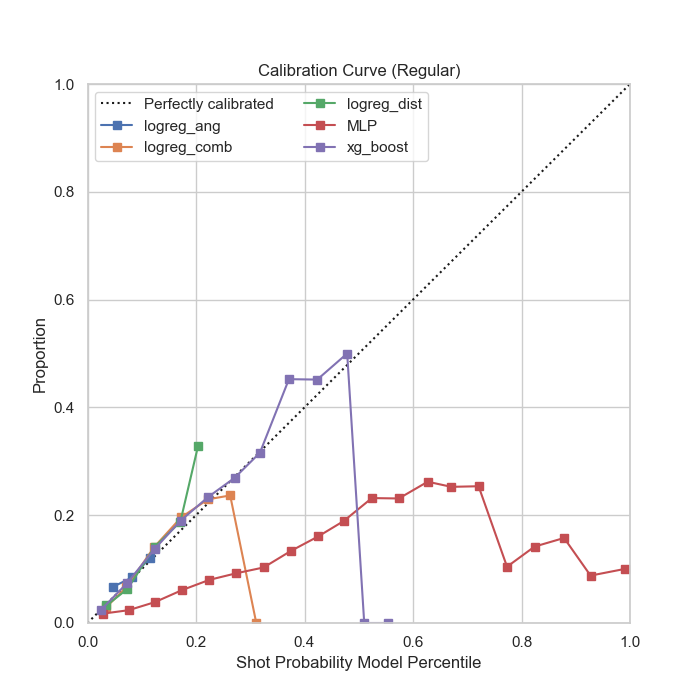 Calibration Curve (Regular)
Perfectly calibrated
logreg_ang
logreg_comb
logreg_dist
MLP
xg_boost
Proportion
1.0
0.8
0.6
0.4
0.2
0.0
0.0 0.2 0.4 0.6 0.8 1.0
Shot Probability Model Percentile